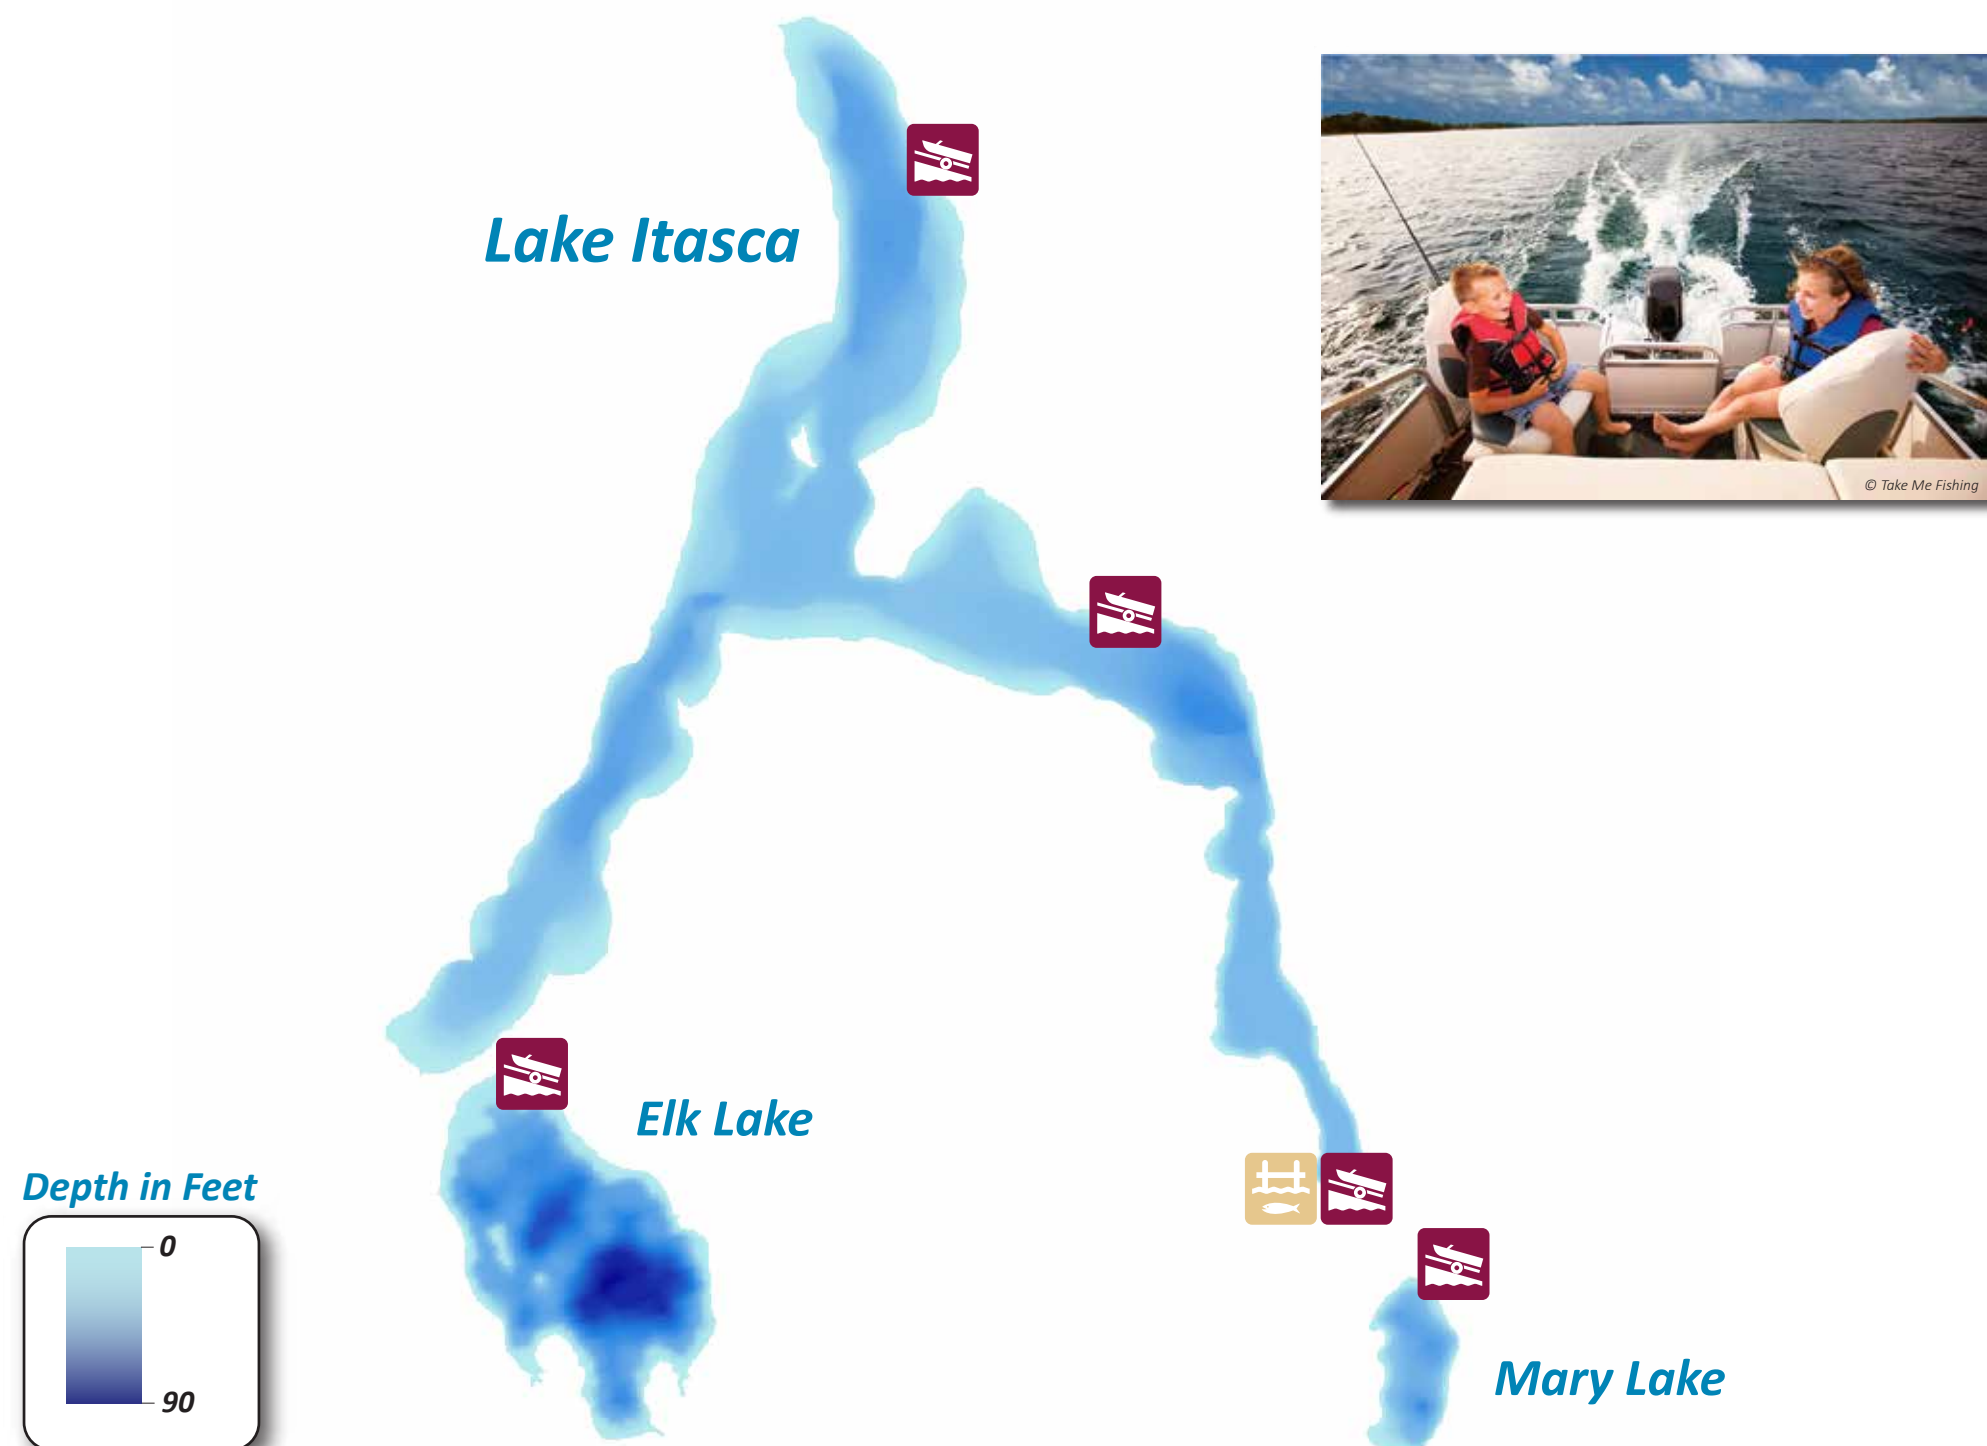 Lake Itasca
© Take Me Fishing
Elk Lake
Depth in Feet
0
90
Mary Lake